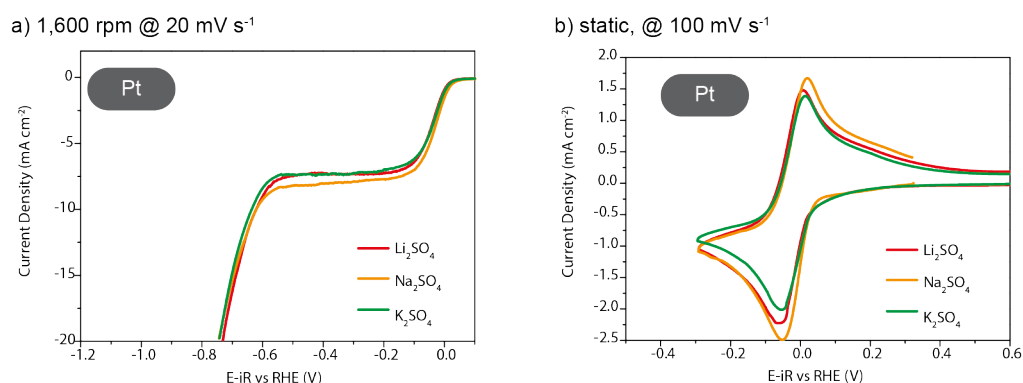 a) 1,600 rpm @ 20 mV s⁻¹
Pt
Current Density (mA cm⁻²)
0
-5
-10
-15
-20
-1.2 -1.0 -0.8 -0.6 -0.4 -0.2 0.0
E-iR vs RHE (V)
Li₂SO₄
Na₂SO₄
K₂SO₄
b) static, @ 100 mV s⁻¹
Pt
Current Density (mA cm⁻²)
2.0
1.5
1.0
0.5
0.0
-0.5
-1.0
-1.5
-2.0
-2.5
-0.4 -0.2 0.0 0.2 0.4 0.6
E-iR vs RHE (V)
Li₂SO₄
Na₂SO₄
K₂SO₄